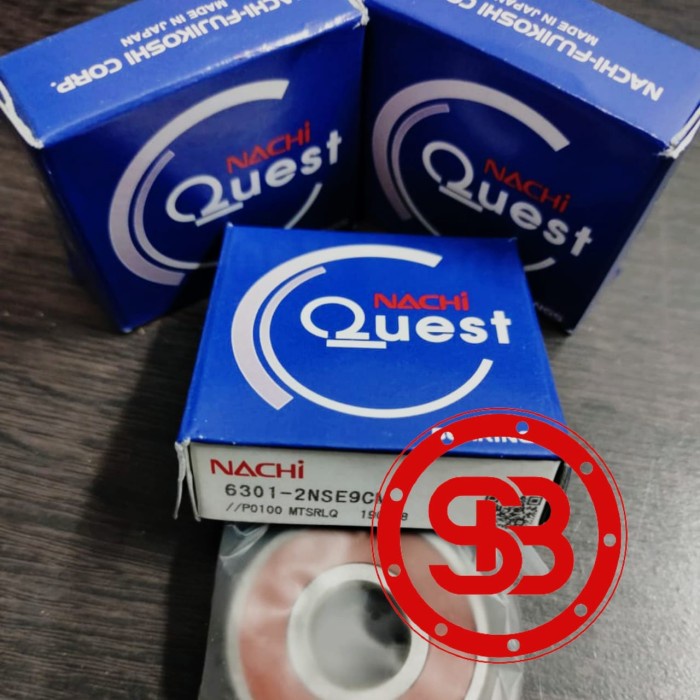 NACHI-FUJIKOSHI CORP.
MADE IN JAPAN
NACHi
Quest
NACHI-FUJIKOSHI CORP.
MADE IN JAPAN
NACHi
Quest
NACHi
Quest
NACHi
6301-2NSE9C
//P0100 MTSRLQ
SB